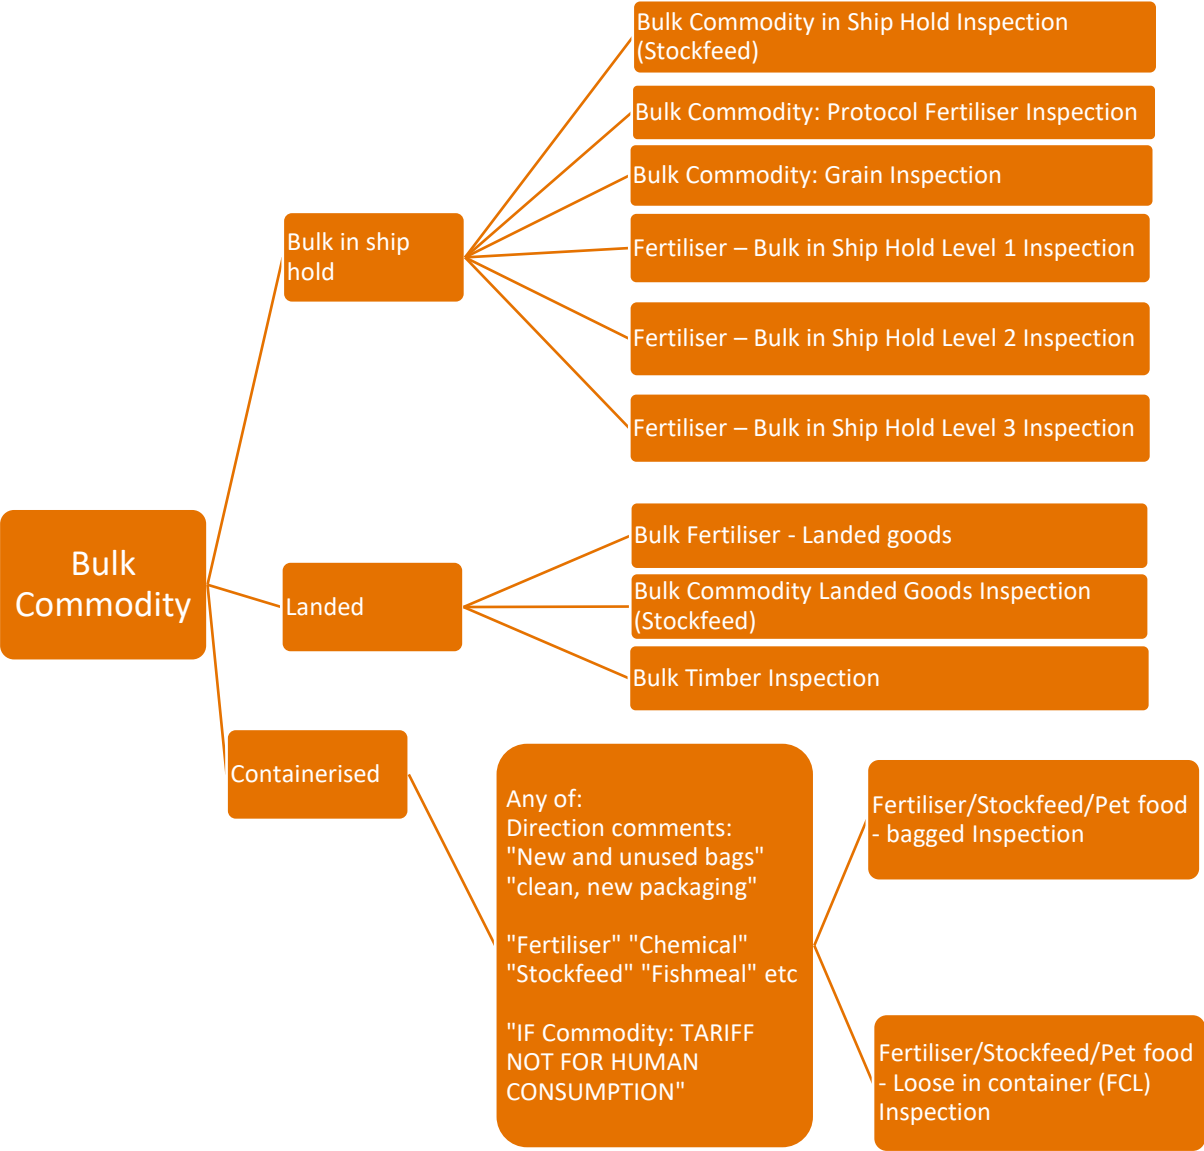 Bulk Commodity in Ship Hold Inspection
(Stockfeed)
Bulk Commodity: Protocol Fertiliser Inspection
Bulk Commodity: Grain Inspection
Bulk in ship
hold
Fertiliser – Bulk in Ship Hold Level 1 Inspection
Fertiliser – Bulk in Ship Hold Level 2 Inspection
Fertiliser – Bulk in Ship Hold Level 3 Inspection
Bulk
Commodity
Landed
Bulk Fertiliser - Landed goods
Bulk Commodity Landed Goods Inspection
(Stockfeed)
Bulk Timber Inspection
Containerised
Any of:
Direction comments:
"New and unused bags"
"clean, new packaging"
"Fertiliser" "Chemical"
"Stockfeed" "Fishmeal" etc
"IF Commodity: TARIFF
NOT FOR HUMAN
CONSUMPTION"
Fertiliser/Stockfeed/Pet food
- bagged Inspection
Fertiliser/Stockfeed/Pet food
- Loose in container (FCL)
Inspection